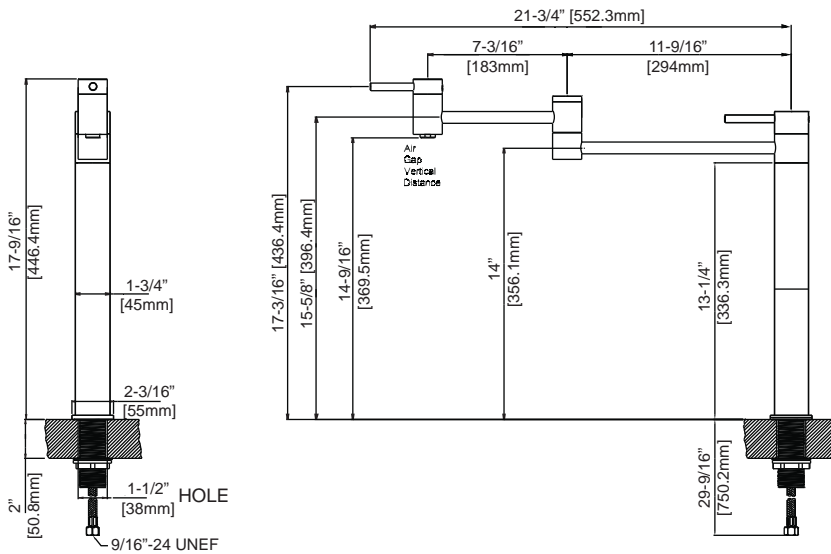 21-3/4” [552.3mm]
7-3/16”
[183mm]
11-9/16”
[294mm]
Air
Gap
Vertical
Distance
17-9/16”
[446.4mm]
1-3/4”
[45mm]
2-3/16”
[55mm]
2”
[50.8mm]
1-1/2” HOLE
[38mm]
9/16”-24 UNEF
17-3/16” [436.4mm]
15-5/8” [396.4mm]
14-9/16”
[369.5mm]
14”
[356.1mm]
13-1/4”
[336.3mm]
29-9/16”
[750.2mm]